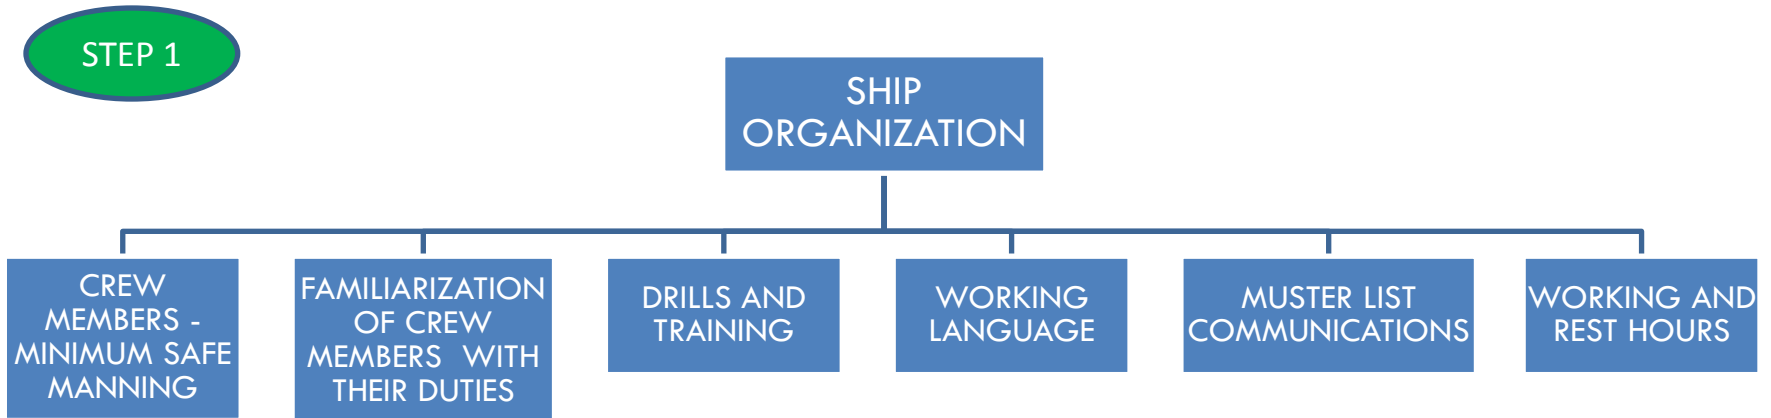 STEP 1
SHIP
ORGANIZATION
CREW
MEMBERS -
MINIMUM SAFE
MANNING
FAMILIARIZATION
OF CREW
MEMBERS WITH
THEIR DUTIES
DRILLS AND
TRAINING
WORKING
LANGUAGE
MUSTER LIST
COMMUNICATIONS
WORKING AND
REST HOURS